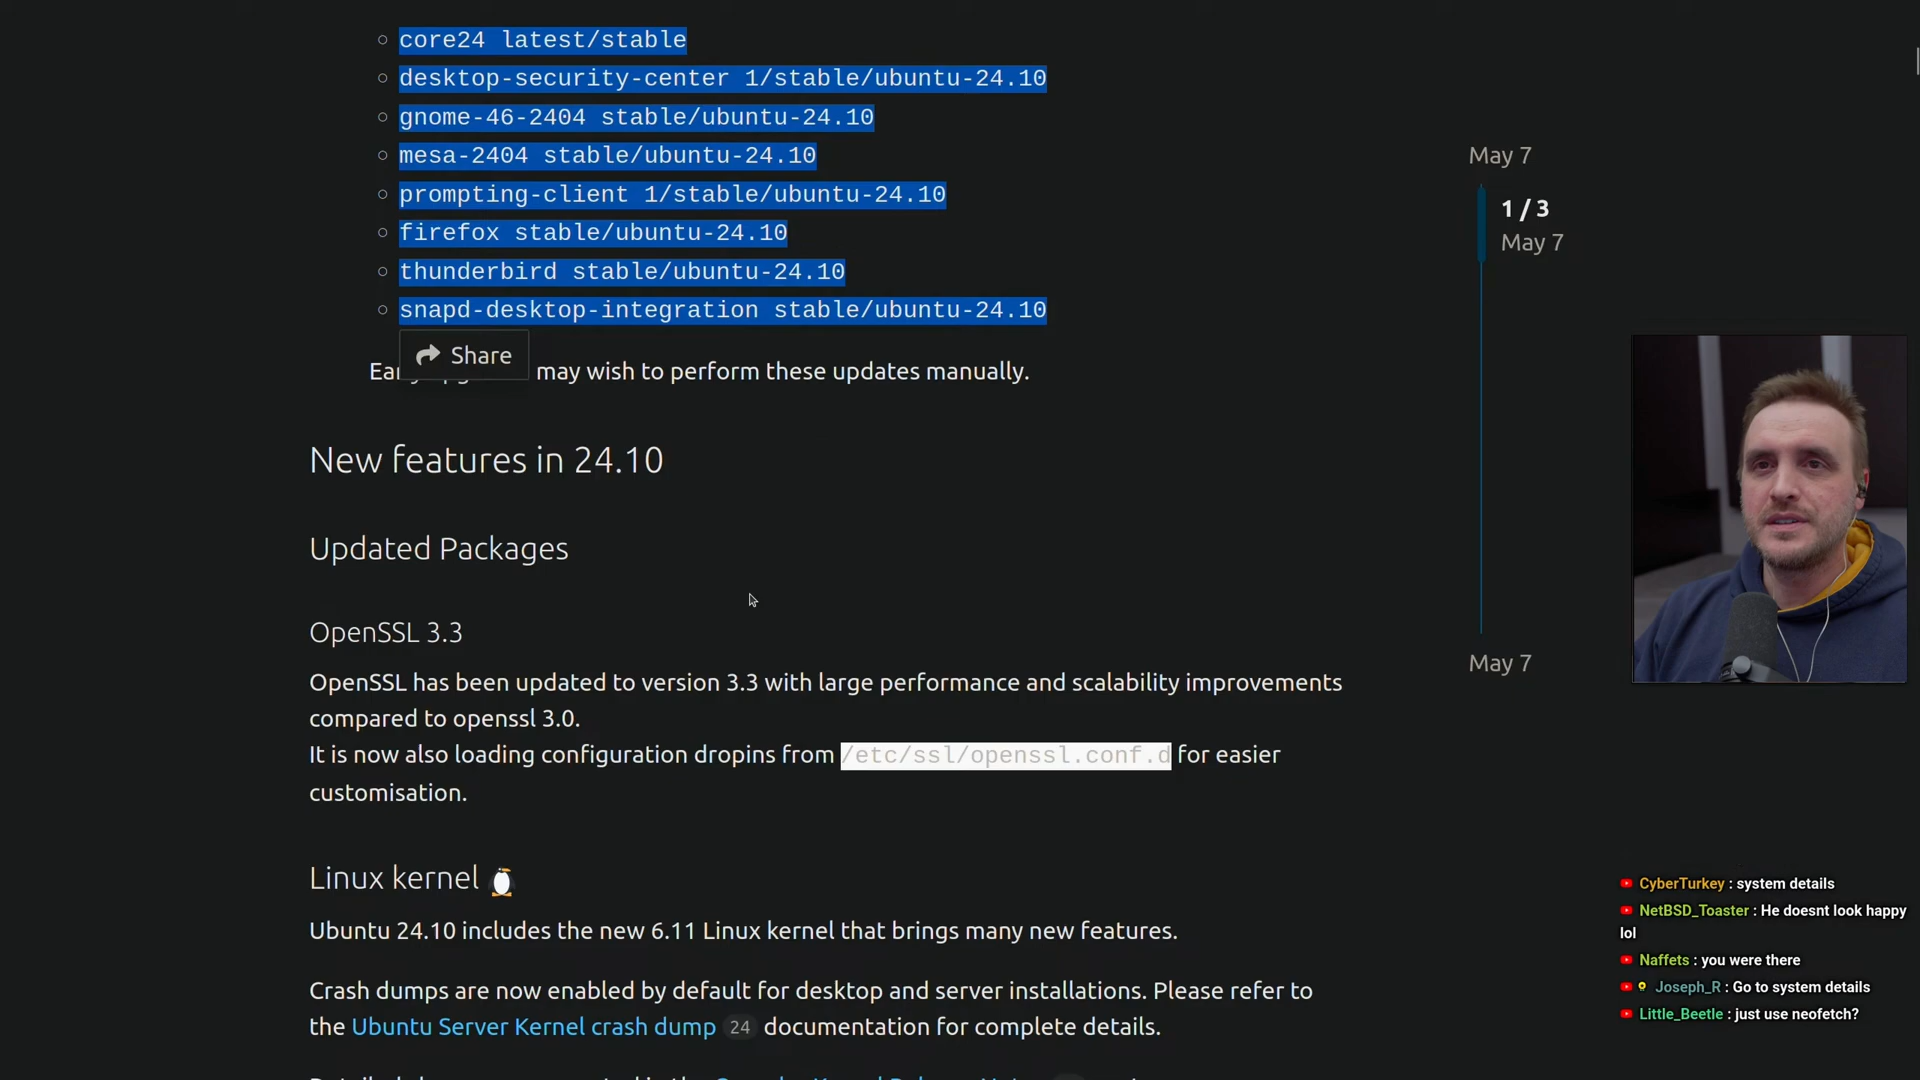 core24 latest/stable
desktop-security-center 1/stable/ubuntu-24.10
gnome-46-2404 stable/ubuntu-24.10
mesa-2404 stable/ubuntu-24.10
prompting-client 1/stable/ubuntu-24.10
firefox stable/ubuntu-24.10
thunderbird stable/ubuntu-24.10
snapd-desktop-integration stable/ubuntu-24.10
Share
may wish to perform these updates manually.
New features in 24.10
Updated Packages
OpenSSL 3.3
OpenSSL has been updated to version 3.3 with large performance and scalability improvements
compared to openssl 3.0.
It is now also loading configuration dropins from /etc/ssl/openssl.conf.d for easier
customisation.
Linux kernel
Ubuntu 24.10 includes the new 6.11 Linux kernel that brings many new features.
Crash dumps are now enabled by default for desktop and server installations. Please refer to
the Ubuntu Server Kernel crash dump 24 documentation for complete details.
May 7
1 / 3
May 7
May 7
CyberTurkey : system details
NetBSD_Toaster : He doesnt look happy
lol
Naffets : you were there
Joseph_R : Go to system details
Little_Beetle : just use neofetch?